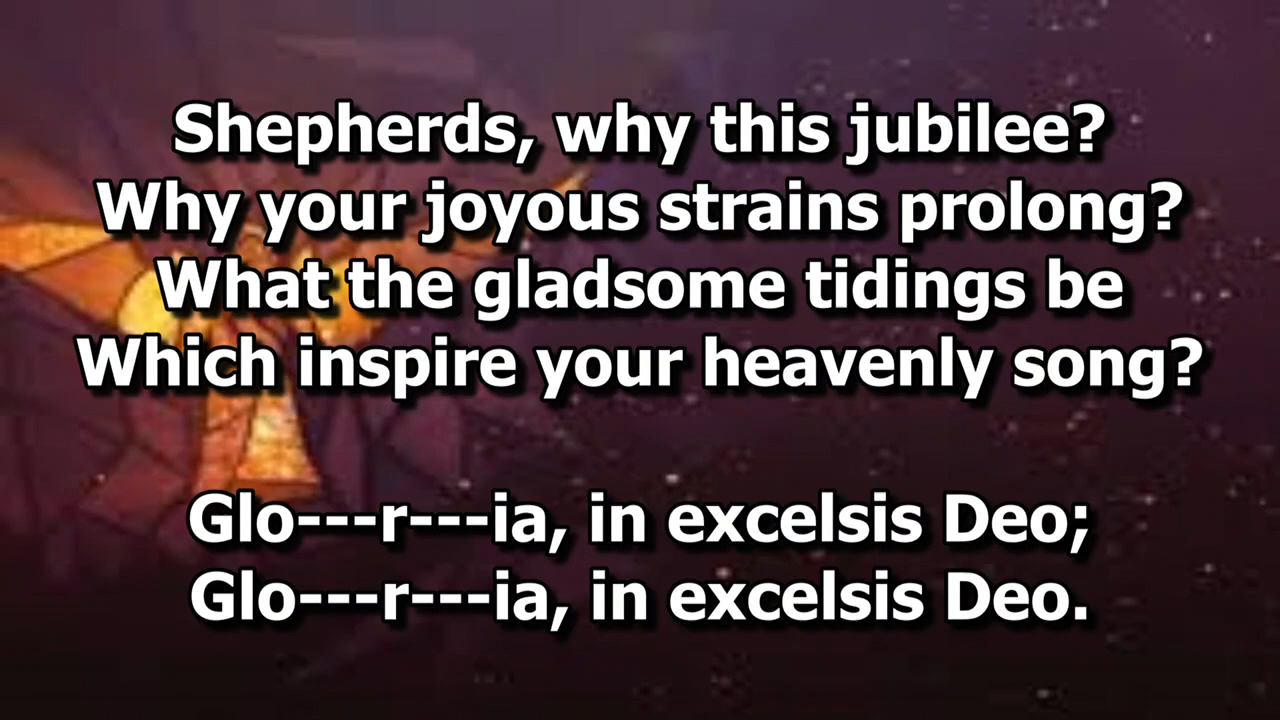 Shepherds, why this jubilee?
Why your joyous strains prolong?
What the gladsome tidings be
Which inspire your heavenly song?
Glo---r---ia, in excelsis Deo;
Glo---r---ia, in excelsis Deo.